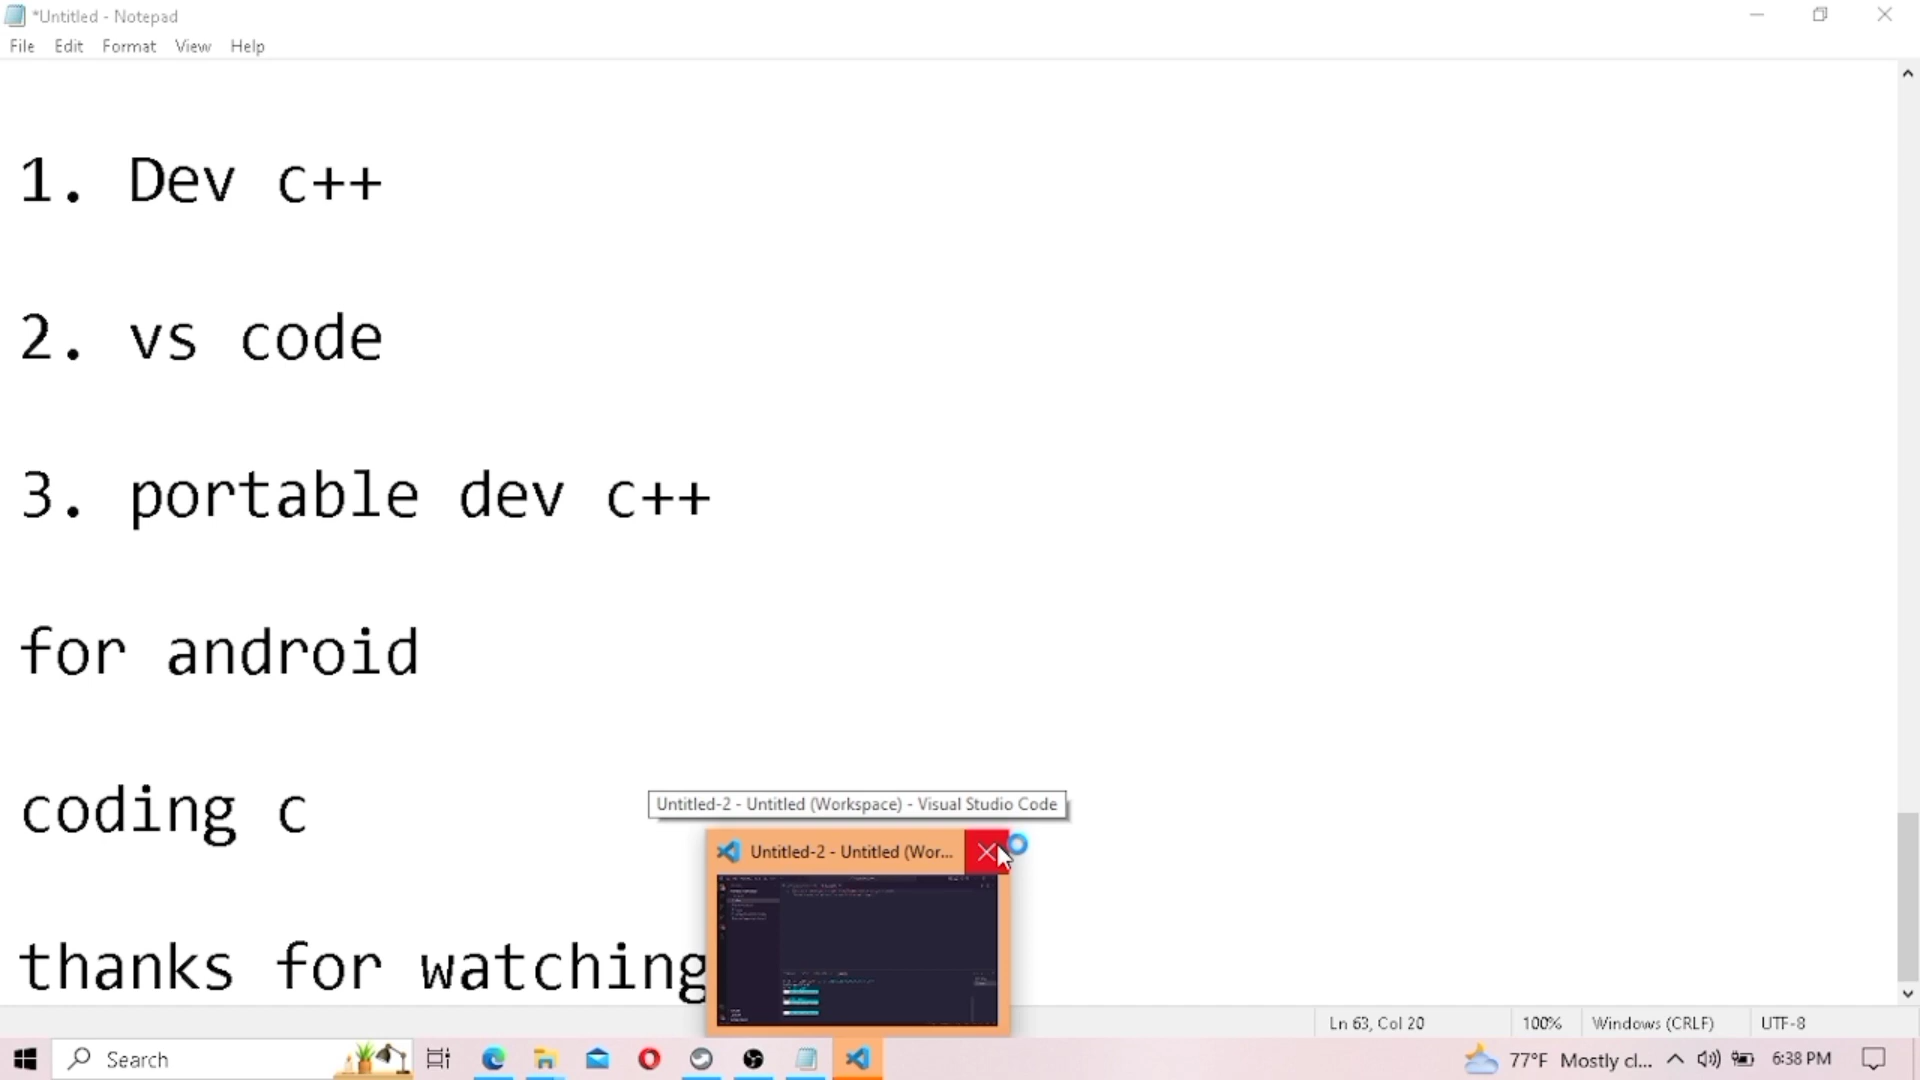 *Untitled - Notepad
File Edit Format View Help
1. Dev c++
2. vs code
3. portable dev c++
for android
coding c
Untitled-2 - Untitled (Workspace) - Visual Studio Code
Untitled-2 - Untitled (Wor...
thanks for watching
Ln 63, Col 20 100% Windows (CRLF) UTF-8
Search 77°F Mostly cl... 6:38 PM